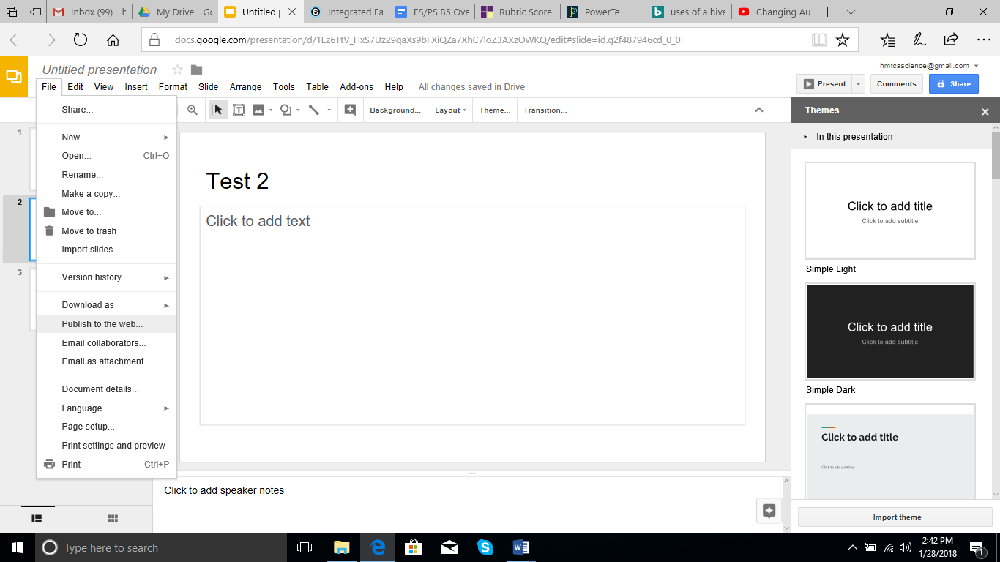 Inbox (99) - h
My Drive - Go
Untitled p
Integrated Ea
ES/PS B5 Ove
Rubric Score
PowerTe
uses of a hive
Changing Au
docs.google.com/presentation/d/1Ez6TtV_HxS7Uz29qaXs9bFXiQZa7XhC7loZ3AXzOWKQ/edit#slide=id.g2f487946cd_0_0
Untitled presentation
hmtcascience@gmail.com
File Edit View Insert Format Slide Arrange Tools Table Add-ons Help All changes saved in Drive
Present Comments Share
Background... Layout Theme... Transition...
Share...
New
Open... Ctrl+O
Rename...
Make a copy...
Move to...
Move to trash
Import slides...
Version history
Download as
Publish to the web...
Email collaborators...
Email as attachment...
Document details...
Language
Page setup...
Print settings and preview
Print Ctrl+P
1
2
3
Test 2
Click to add text
Click to add speaker notes
Themes
In this presentation
Click to add title
Click to add subtitle
Simple Light
Click to add title
Click to add subtitle
Simple Dark
Click to add title
Click to add subtitle
Import theme
Type here to search
2:42 PM
1/28/2018
1